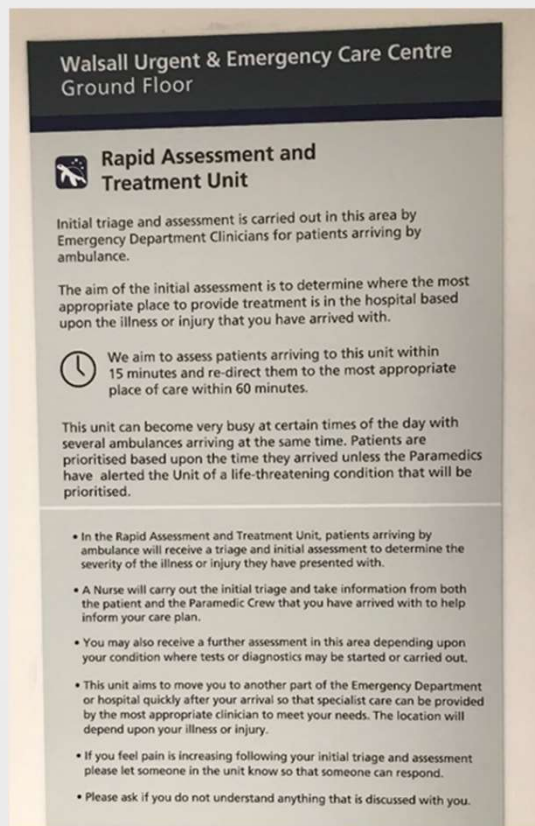 Walsall Urgent & Emergency Care Centre
Ground Floor
Rapid Assessment and
Treatment Unit
Initial triage and assessment is carried out in this area by
Emergency Department Clinicians for patients arriving by
ambulance.
The aim of the initial assessment is to determine where the most
appropriate place to provide treatment is in the hospital based
upon the illness or injury that you have arrived with.
We aim to assess patients arriving to this unit within
15 minutes and re-direct them to the most appropriate
place of care within 60 minutes.
This unit can become very busy at certain times of the day with
several ambulances arriving at the same time. Patients are
prioritised based upon the time they arrived unless the Paramedics
have alerted the Unit of a life-threatening condition that will be
prioritised.
• In the Rapid Assessment and Treatment Unit, patients arriving by
ambulance will receive a triage and initial assessment to determine the
severity of the illness or injury they have presented with.
• A Nurse will carry out the initial triage and take information from both
the patient and the Paramedic Crew that you have arrived with to help
inform your care plan.
• You may also receive a further assessment in this area depending upon
your condition where tests or diagnostics may be started or carried out.
• This unit aims to move you to another part of the Emergency Department
or hospital quickly after your arrival so that specialist care can be provided
by the most appropriate clinician to meet your needs. The location will
depend upon your illness or injury.
• If you feel pain is increasing following your initial triage and assessment
please let someone in the unit know so that someone can respond.
• Please ask if you do not understand anything that is discussed with you.